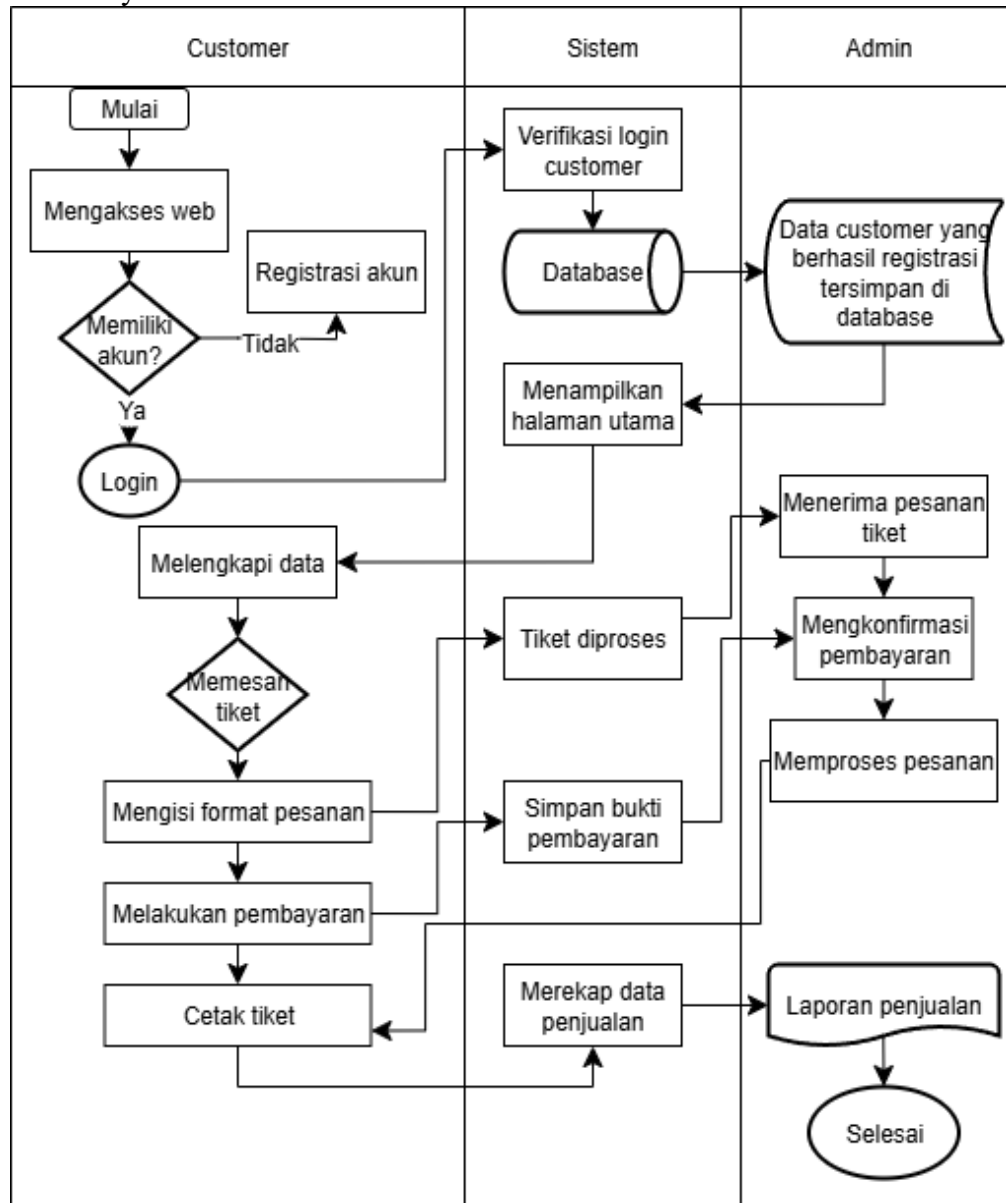 Customer
Sistem
Admin
Mulai
Mengakses web
Memiliki
akun?
Tidak
Registrasi akun
Ya
Login
Verifikasi login
customer
Database
Data customer yang
berhasil registrasi
tersimpan di
database
Menampilkan
halaman utama
Melengkapi data
Memesan
tiket
Mengisi format pesanan
Tiket diproses
Menerima pesanan
tiket
Mengkonfirmasi
pembayaran
Memproses pesanan
Melakukan pembayaran
Simpan bukti
pembayaran
Cetak tiket
Merekap data
penjualan
Laporan penjualan
Selesai